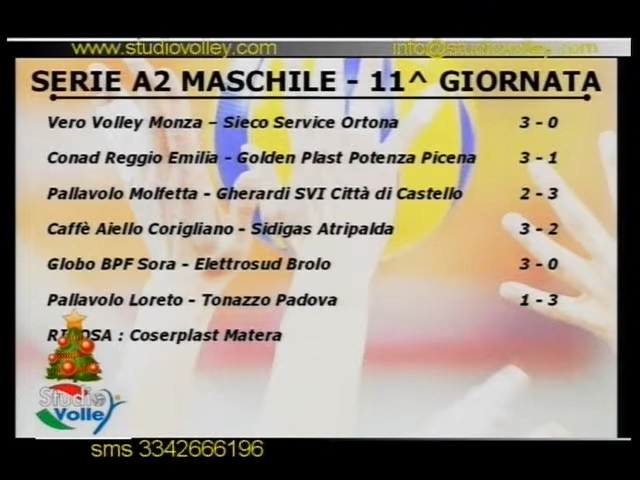 www.studiovolley.com info@studiovolley.com
SERIE A2 MASCHILE - 11^ GIORNATA
Vero Volley Monza – Sieco Service Ortona 3 - 0
Conad Reggio Emilia - Golden Plast Potenza Picena 3 - 1
Pallavolo Molfetta - Gherardi SVI Città di Castello 2 - 3
Caffè Aiello Corigliano - Sidigas Atripalda 3 - 2
Globo BPF Sora - Elettrosud Brolo 3 - 0
Pallavolo Loreto - Tonazzo Padova 1 - 3
: Coserplast Matera
Studio
Volley
sms 3342666196